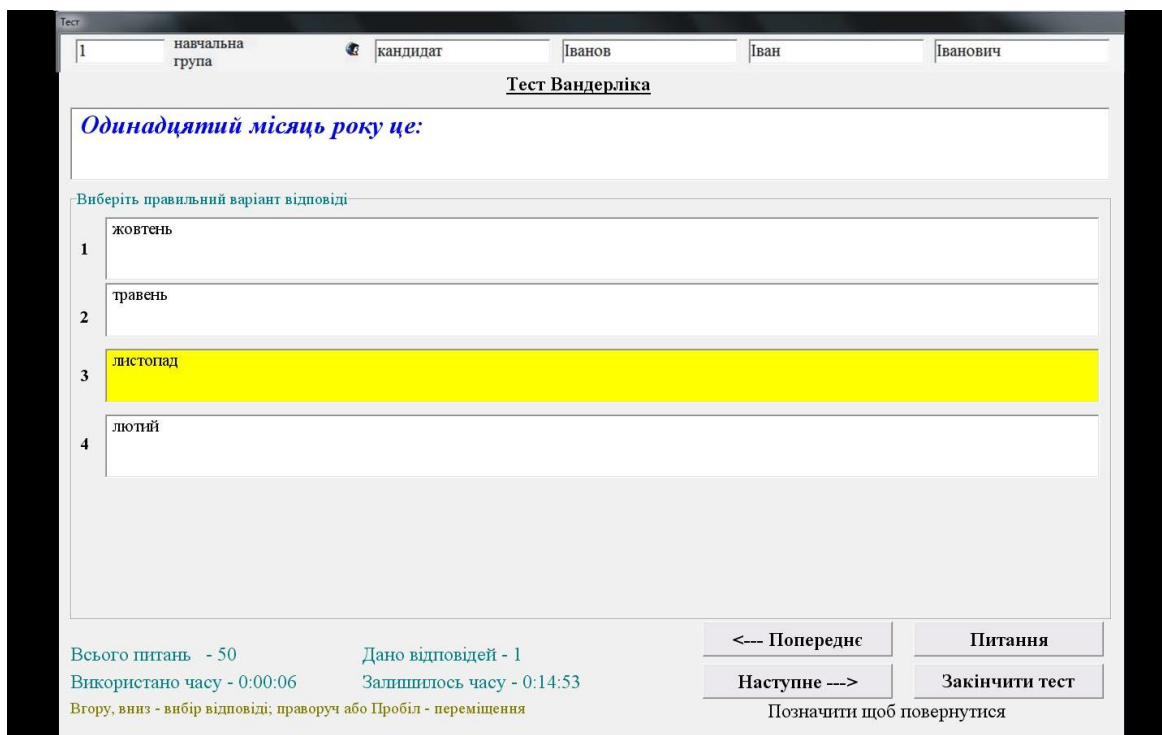 Тест
1 навчальна група кандидат Іванов Іван Іванович
Тест Вандерліка
Одинадцятий місяць року це:
Виберіть правильний варіант відповіді
1 жовтень
2 травень
3 листопад
4 лютий
<--- Попереднє Питання
Всього питань - 50 Дано відповідей - 1
Використано часу - 0:00:06 Залишилось часу - 0:14:53
Наступне ---> Закінчити тест
Вгору, вниз - вибір відповіді; праворуч або Пробіл - переміщення
Позначити щоб повернутися